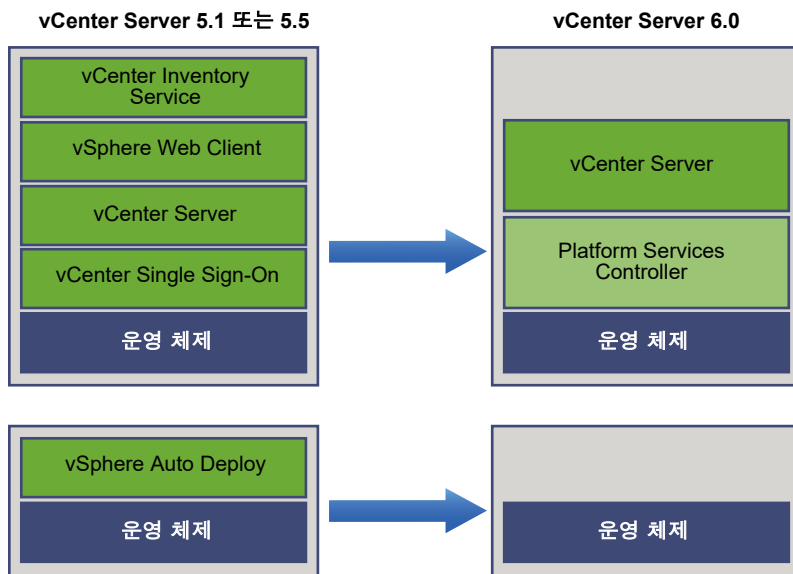 vCenter Server 5.1 또는 5.5
vCenter Inventory
Service
vSphere Web Client
vCenter Server
vCenter Single Sign-On
운영 체제
vCenter Server 6.0
vCenter Server
Platform Services
Controller
운영 체제
vSphere Auto Deploy
운영 체제
운영 체제